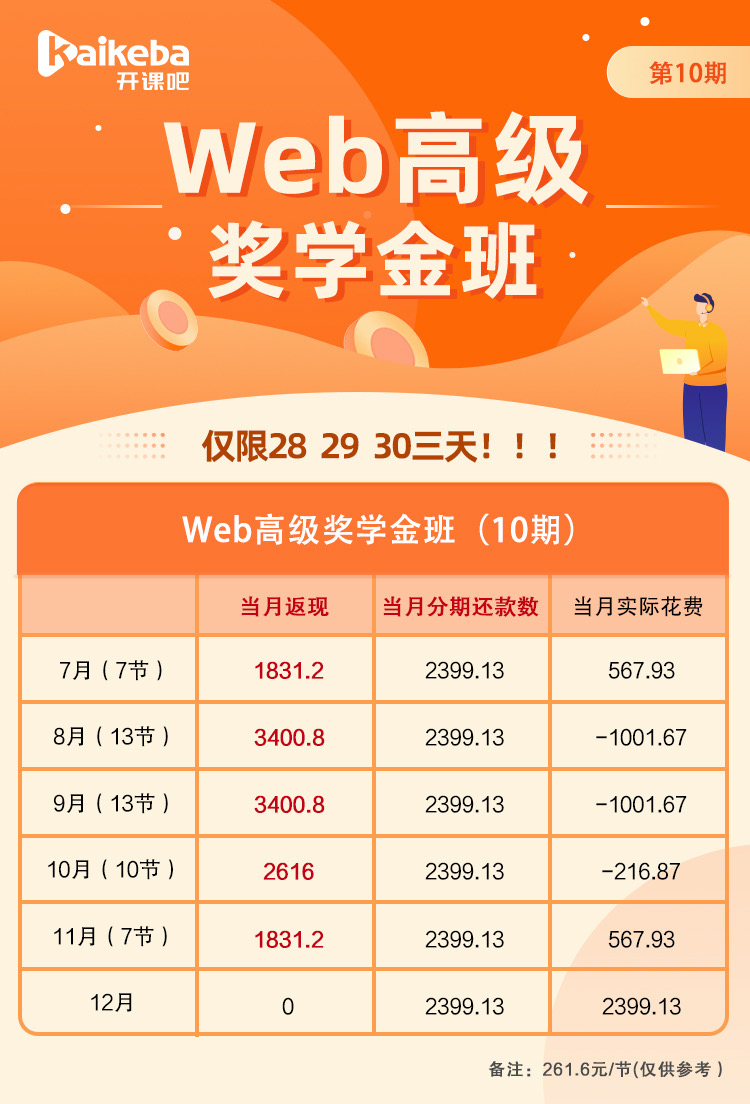 Kaikeba
开课吧
第10期
Web高级
奖学金班
仅限28 29 30三天！！！
Web高级奖学金班（10期）
当月返现 当月分期还款数 当月实际花费
7月（7节） 1831.2 2399.13 567.93
8月（13节） 3400.8 2399.13 -1001.67
9月（13节） 3400.8 2399.13 -1001.67
10月（10节） 2616 2399.13 -216.87
11月（7节） 1831.2 2399.13 567.93
12月 0 2399.13 2399.13
备注：261.6元/节(仅供参考）